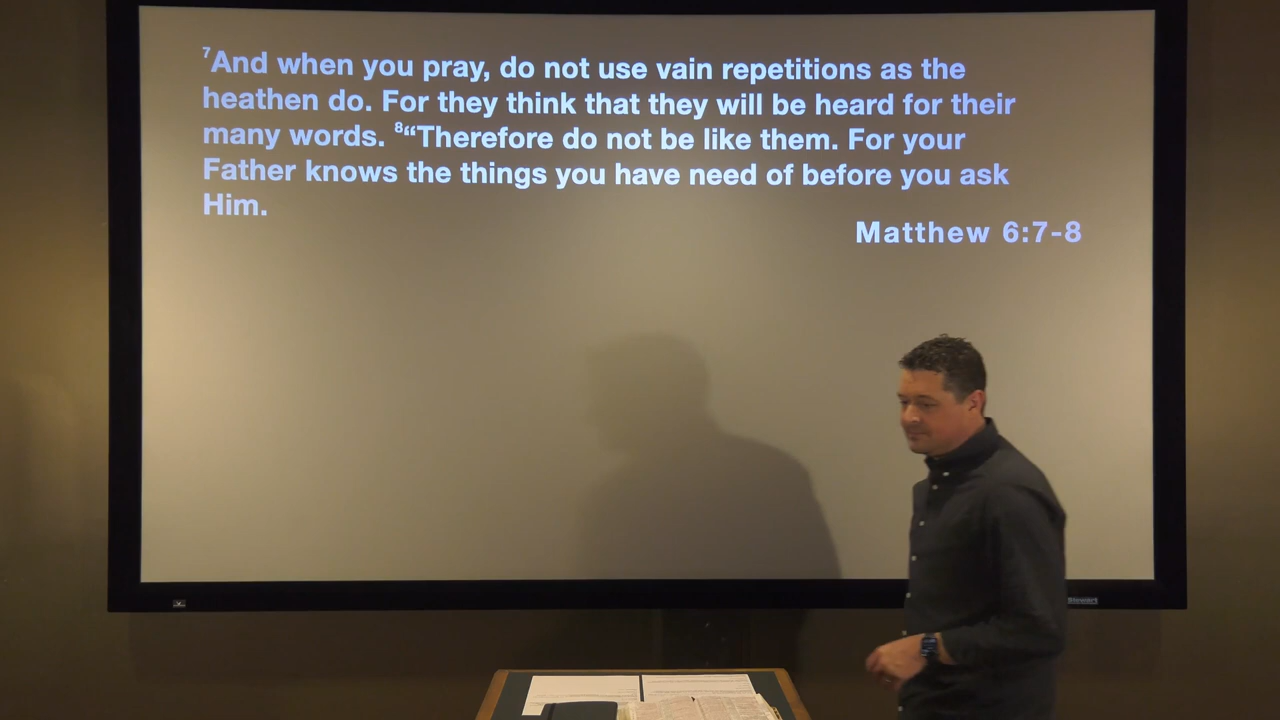 ⁷And when you pray, do not use vain repetitions as the
heathen do. For they think that they will be heard for their
many words. ⁸“Therefore do not be like them. For your
Father knows the things you have need of before you ask
Him.
Matthew 6:7-8
Stewart